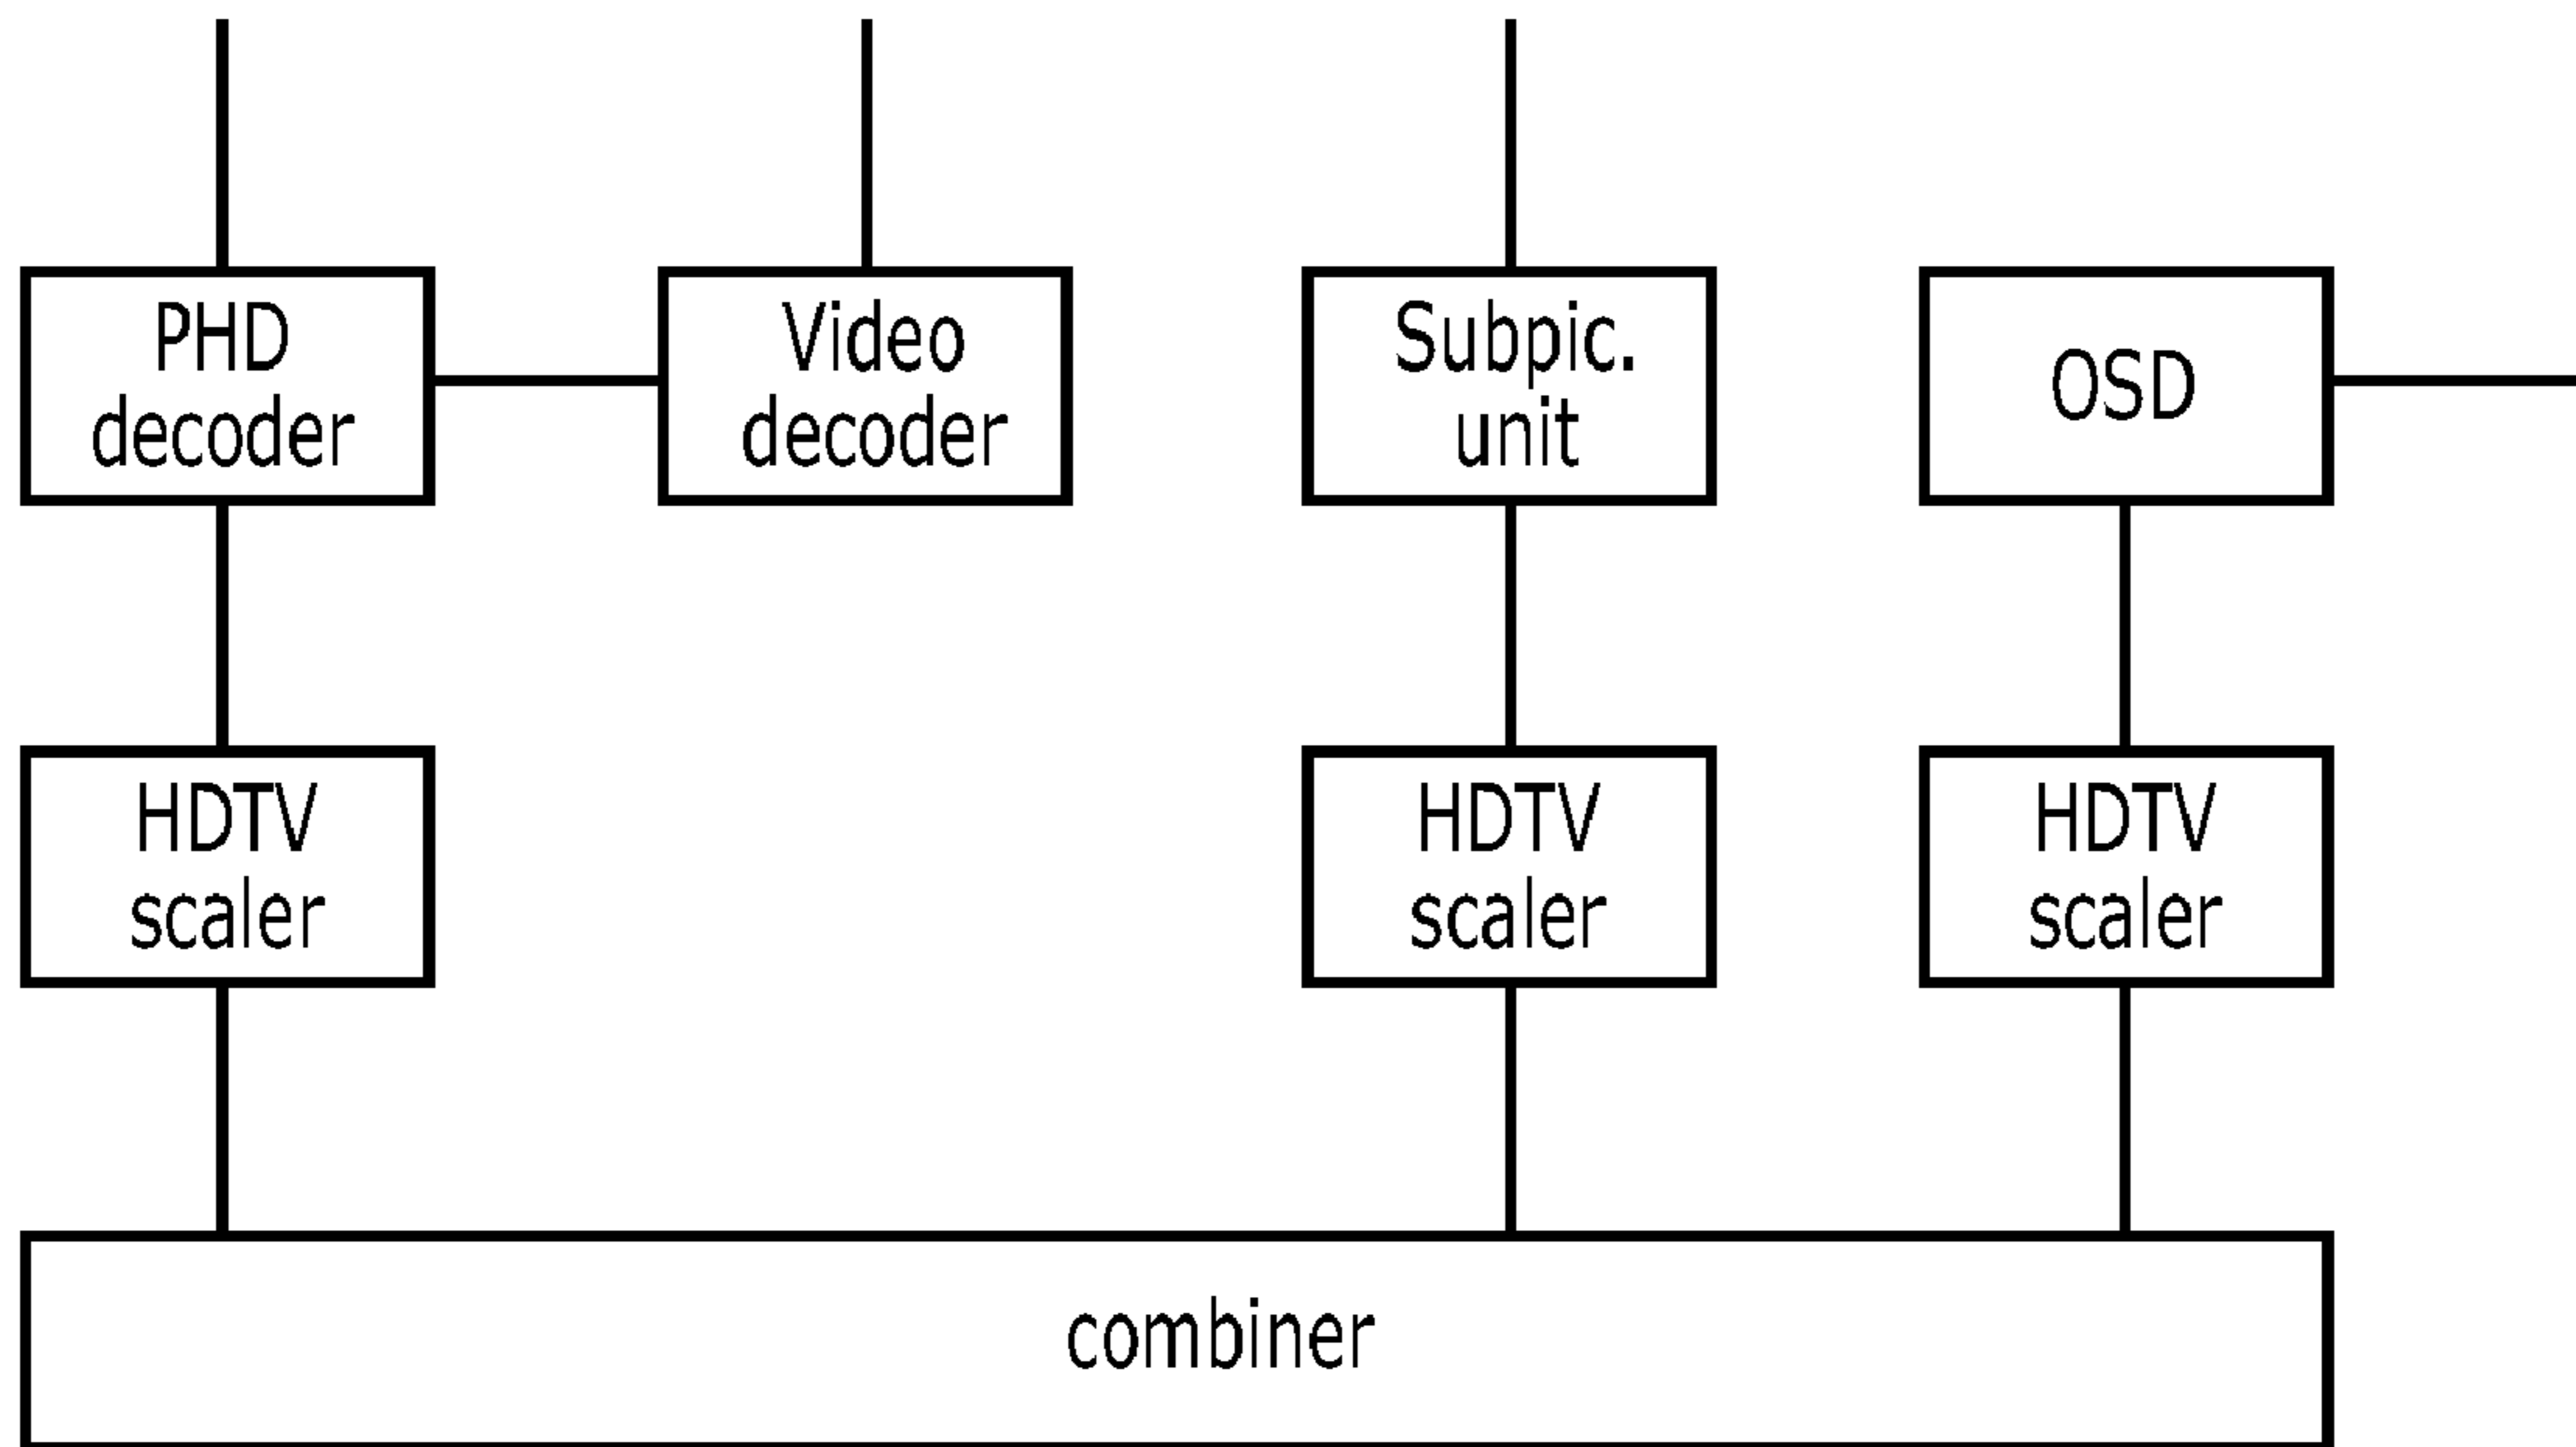 PHD
decoder
Video
decoder
Subpic.
unit
OSD
HDTV
scaler
HDTV
scaler
HDTV
scaler
combiner